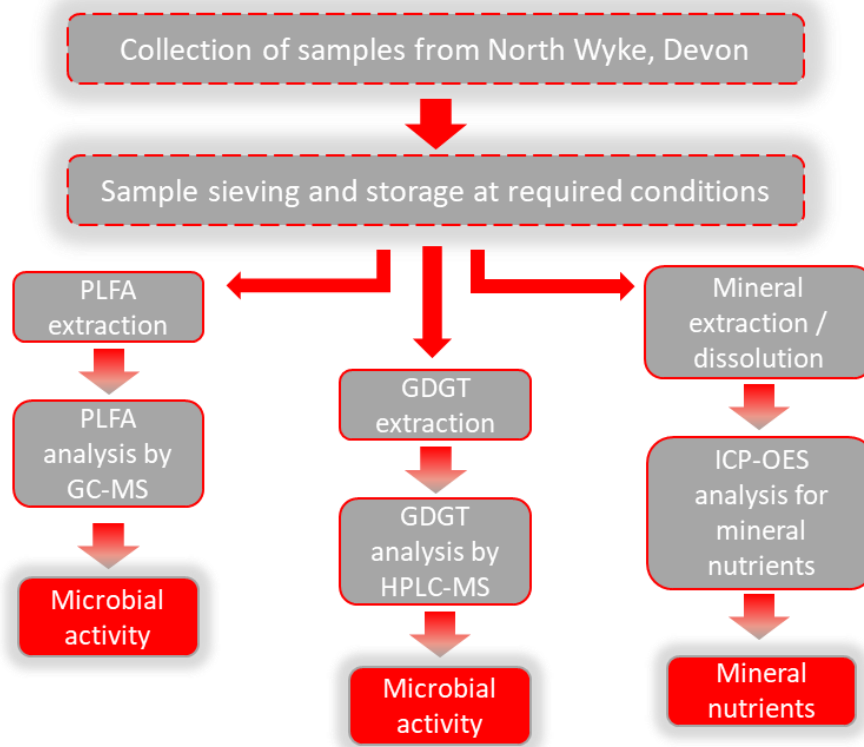 Collection of samples from North Wyke, Devon
Sample sieving and storage at required conditions
PLFA
extraction
PLFA
analysis by
GC-MS
Microbial
activity
GDGT
extraction
GDGT
analysis by
HPLC-MS
Microbial
activity
Mineral
extraction /
dissolution
ICP-OES
analysis for
mineral
nutrients
Mineral
nutrients